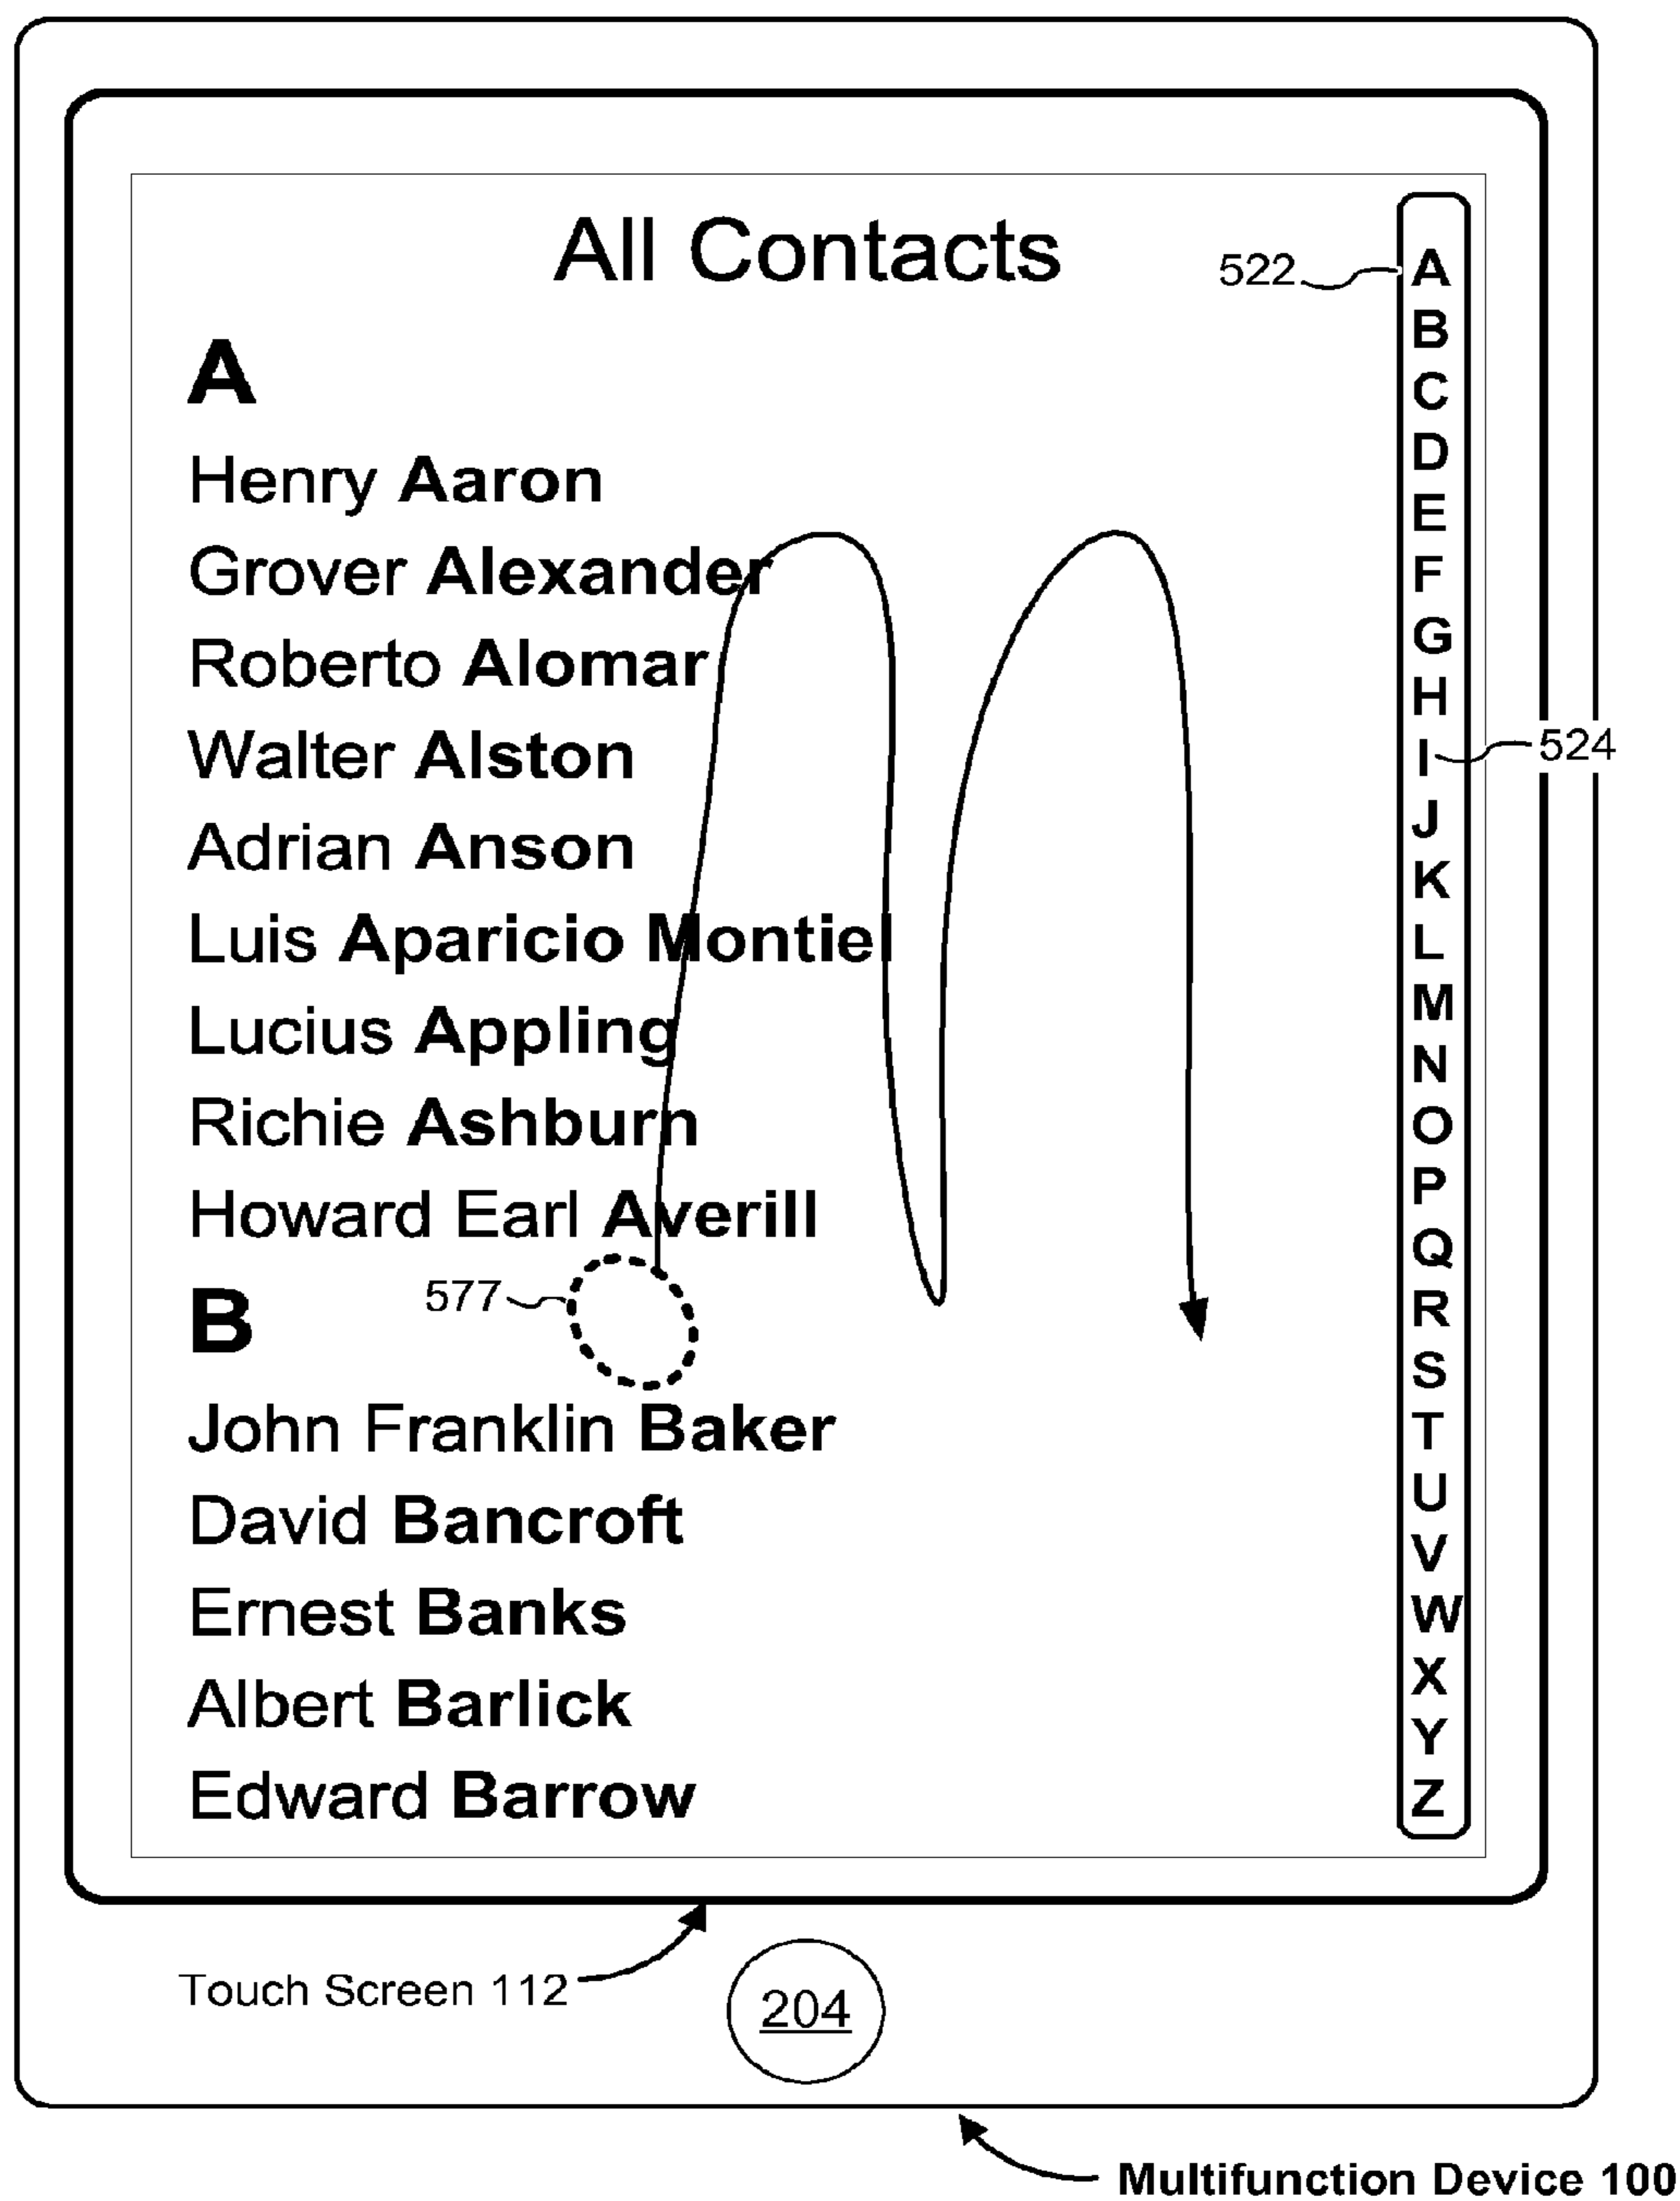 All Contacts
522
A
Henry Aaron
Grover Alexander
Roberto Alomar
Walter Alston
Adrian Anson
Luis Aparicio Montiel
Lucius Appling
Richie Ashburn
Howard Earl Averill
577
B
John Franklin Baker
David Bancroft
Ernest Banks
Albert Barlick
Edward Barrow
A
B
C
D
E
F
G
H
I
524
J
K
L
M
N
O
P
Q
R
S
T
U
V
W
X
Y
Z
Touch Screen 112
204
Multifunction Device 100